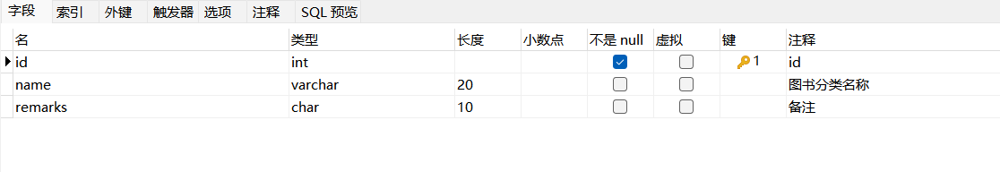 字段 索引 外键 触发器 选项 注释 SQL 预览
名 类型 长度 小数点 不是 null 虚拟 键 注释
id int 1 id
name varchar 20 图书分类名称
remarks char 10 备注